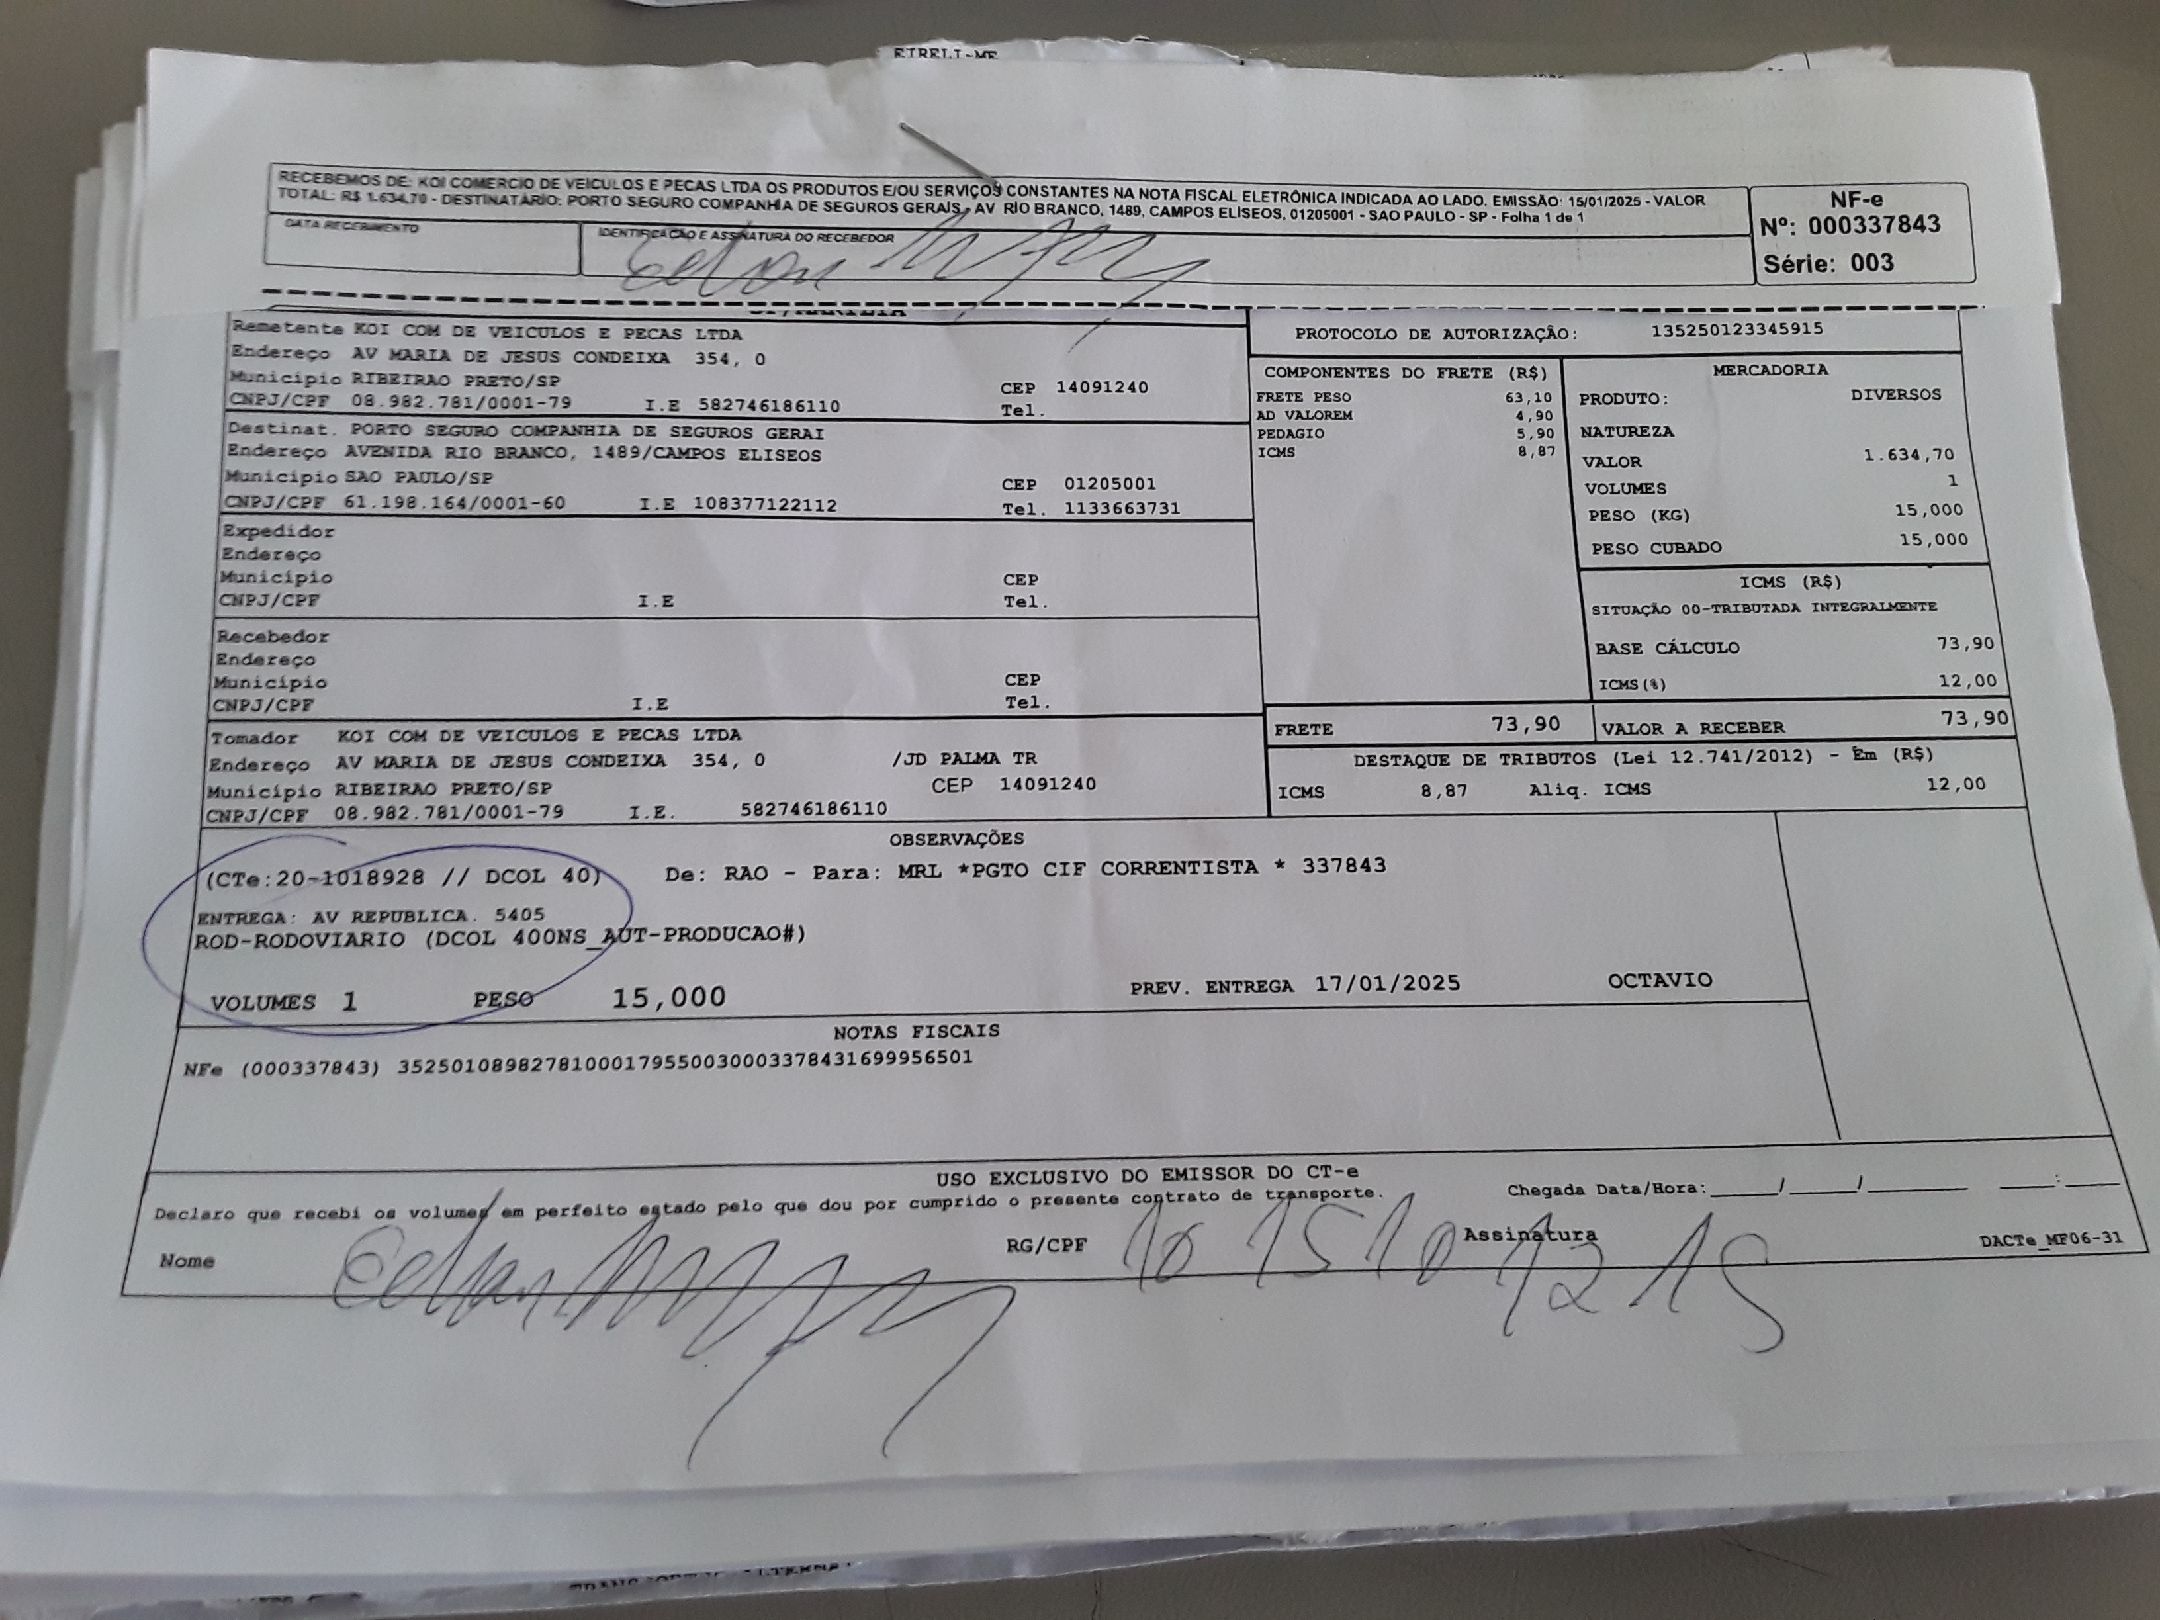 EIRELI-ME
RECEBEMOS DE: KOI COMERCIO DE VEICULOS E PECAS LTDA OS PRODUTOS E/OU SERVIÇOS CONSTANTES NA NOTA FISCAL ELETRÔNICA INDICADA AO LADO. EMISSÃO: 15/01/2025 - VALOR
TOTAL: R$ 1.634,70 - DESTINATÁRIO: PORTO SEGURO COMPANHIA DE SEGUROS GERAIS - AV RIO BRANCO, 1489, CAMPOS ELISEOS, 01205001 - SAO PAULO - SP - Folha 1 de 1
DATA RECEBIMENTO
IDENTIFICAÇÃO E ASSINATURA DO RECEBEDOR
NF-e
Nº: 000337843
Série: 003
Remetente KOI COM DE VEICULOS E PECAS LTDA
Endereço AV MARIA DE JESUS CONDEIXA 354, 0
Município RIBEIRAO PRETO/SP CEP 14091240
CNPJ/CPF 08.982.781/0001-79 I.E 582746186110 Tel.
Destinat. PORTO SEGURO COMPANHIA DE SEGUROS GERAI
Endereço AVENIDA RIO BRANCO, 1489/CAMPOS ELISEOS
Município SAO PAULO/SP CEP 01205001
CNPJ/CPF 61.198.164/0001-60 I.E 108377122112 Tel. 1133663731
Expedidor
Endereço
Município CEP
CNPJ/CPF I.E Tel.
Recebedor
Endereço
Município CEP
CNPJ/CPF I.E Tel.
Tomador KOI COM DE VEICULOS E PECAS LTDA
Endereço AV MARIA DE JESUS CONDEIXA 354, 0 /JD PALMA TR
Município RIBEIRAO PRETO/SP CEP 14091240
CNPJ/CPF 08.982.781/0001-79 I.E. 582746186110
PROTOCOLO DE AUTORIZAÇÃO: 135250123345915
COMPONENTES DO FRETE (R$)
FRETE PESO 63,10
AD VALOREM 4,90
PEDAGIO 5,90
ICMS 8,87
MERCADORIA
PRODUTO: DIVERSOS
NATUREZA
VALOR 1.634,70
VOLUMES 1
PESO (KG) 15,000
PESO CUBADO 15,000
ICMS (R$)
SITUAÇÃO 00-TRIBUTADA INTEGRALMENTE
BASE CÁLCULO 73,90
ICMS(%) 12,00
FRETE 73,90 VALOR A RECEBER 73,90
DESTAQUE DE TRIBUTOS (Lei 12.741/2012) - Em (R$)
ICMS 8,87 Aliq. ICMS 12,00
OBSERVAÇÕES
(CTe:20-1018928 // DCOL 40) De: RAO - Para: MRL *PGTO CIF CORRENTISTA * 337843
ENTREGA: AV REPUBLICA. 5405
ROD-RODOVIARIO (DCOL 400NS_AUT-PRODUCAO#)
VOLUMES 1 PESO 15,000 PREV. ENTREGA 17/01/2025 OCTAVIO
NOTAS FISCAIS
NFe (000337843) 35250108982781000179550030003378431699956501
USO EXCLUSIVO DO EMISSOR DO CT-e
Declaro que recebi os volumes em perfeito estado pelo que dou por cumprido o presente contrato de transporte. Chegada Data/Hora:_____/_____/_______ ____:____
Nome RG/CPF Assinatura DACTe_MF06-31